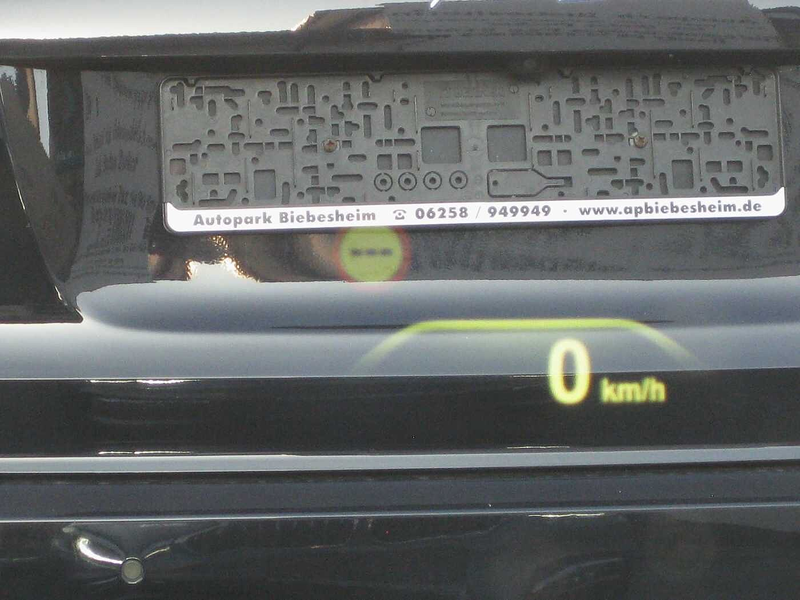 Autopark Biebesheim ☎ 06258 / 949949 · www.apbiebesheim.de
---
0 km/h